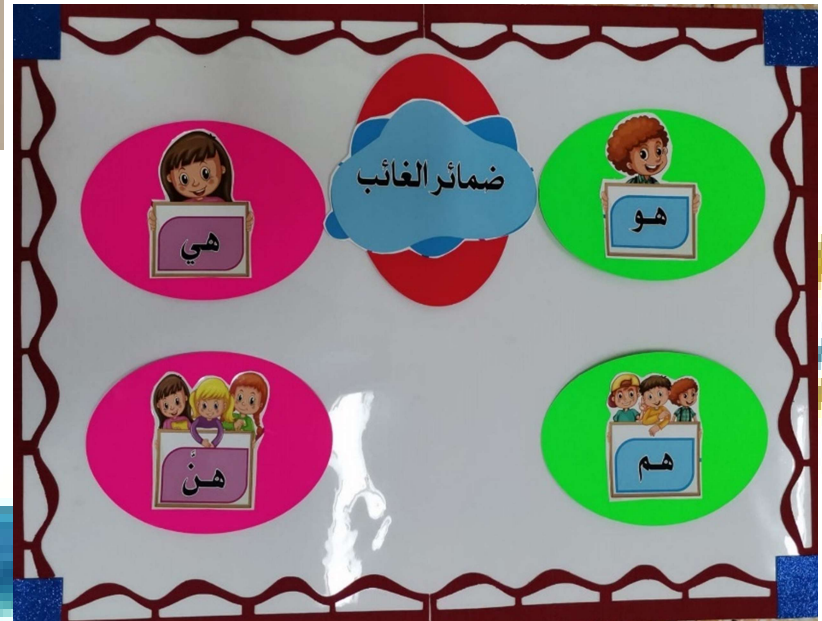 ضمائر الغائب
هو
هي
هم
هنَّ